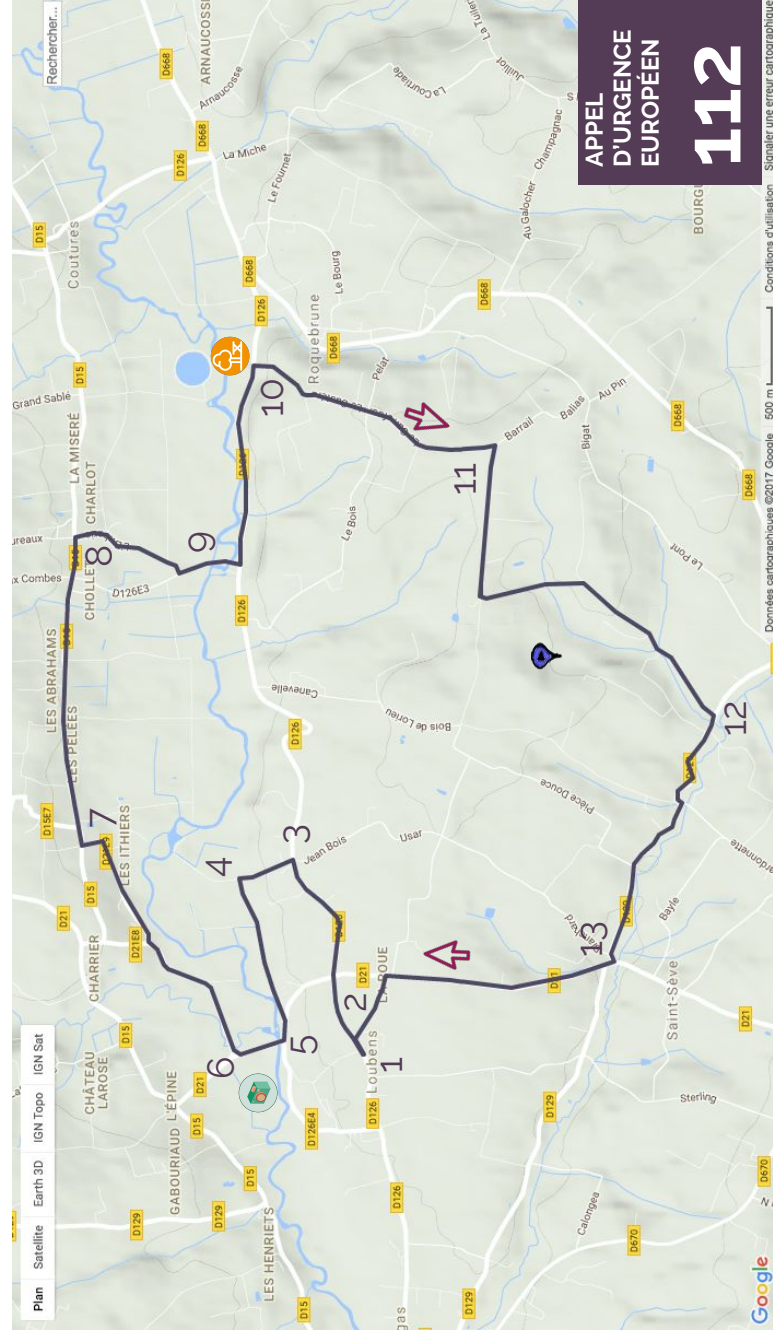 Plan
Satellite
Earth 3D
IGN Topo
IGN Sat
Rechercher...
APPEL
D'URGENCE
EUROPÉEN
112
D15
Coutures
D668
ARNAUCOSSE
Arnaucosse
D668
D126
La Miche
Le Fournet
La Courtiade
Juillot
Champagnac
Au Galocher
Grand Sablé
D15
LA MISERÉ
CHARLOT
8
D126E3
9
D126
D668
D126
Le Bourg
Roquebrune
D668
10
Pelat
D668
Le Bois
11
Barrail
Balias
Au Pin
Bigat
D668
D668
Le Pont
LES ABRAHAMS
LES PELÉES
D15E7
7
LES ITHIERS
D21
D15
D21E8
CHARRIER
D15
CHÂTEAU
LAROSE
D126
Canevelle
D126
Bois de Lorieu
Pièce Douce
12
4
3
Jean Bois
Usar
6
5
D21
2
1
Loubens
D21
13
Bayle
Saint-Sève
D21
D21
D15
GABOURIAUD L'ÉPINE
D129
D129
D15
LES HENRIETS
D15
D126E4
D126
D126
D129
D129
Sterling
Calongea
D670
D670
Google
Données cartographiques ©2017 Google
500 m
Conditions d'utilisation
Signaler une erreur cartographique